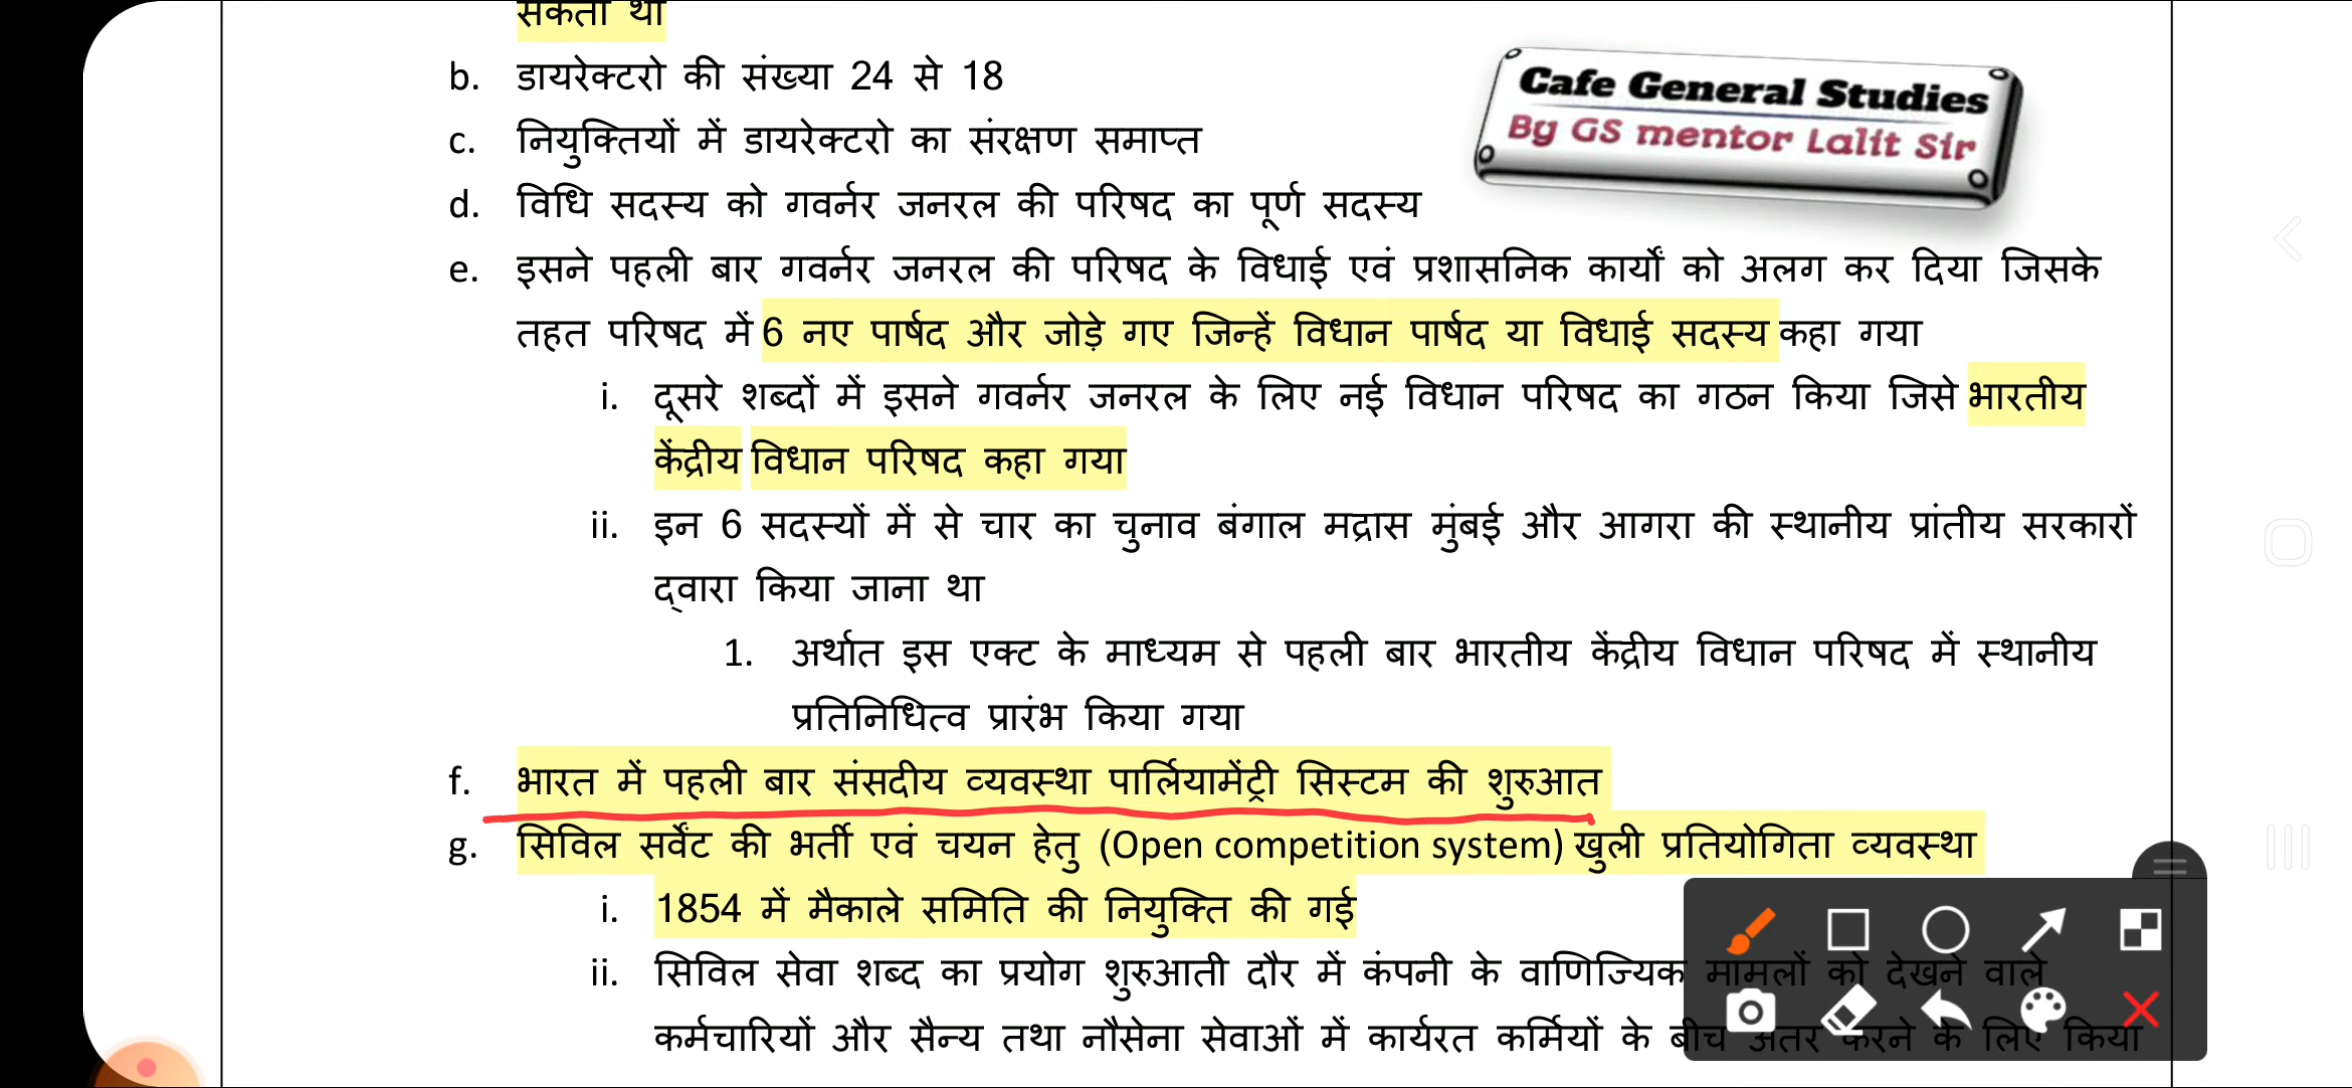 सकता था
b. डायरेक्टरो की संख्या 24 से 18
Cafe General Studies
By GS mentor Lalit Sir
c. नियुक्तियों में डायरेक्टरो का संरक्षण समाप्त
d. विधि सदस्य को गवर्नर जनरल की परिषद का पूर्ण सदस्य
e. इसने पहली बार गवर्नर जनरल की परिषद के विधाई एवं प्रशासनिक कार्यों को अलग कर दिया जिसके
तहत परिषद में 6 नए पार्षद और जोड़े गए जिन्हें विधान पार्षद या विधाई सदस्य कहा गया
i. दूसरे शब्दों में इसने गवर्नर जनरल के लिए नई विधान परिषद का गठन किया जिसे भारतीय
केंद्रीय विधान परिषद कहा गया
ii. इन 6 सदस्यों में से चार का चुनाव बंगाल मद्रास मुंबई और आगरा की स्थानीय प्रांतीय सरकारों
द्वारा किया जाना था
1. अर्थात इस एक्ट के माध्यम से पहली बार भारतीय केंद्रीय विधान परिषद में स्थानीय
प्रतिनिधित्व प्रारंभ किया गया
f. भारत में पहली बार संसदीय व्यवस्था पार्लियामेंट्री सिस्टम की शुरुआत
g. सिविल सर्वेंट की भर्ती एवं चयन हेतु (Open competition system) खुली प्रतियोगिता व्यवस्था
i. 1854 में मैकाले समिति की नियुक्ति की गई
ii. सिविल सेवा शब्द का प्रयोग शुरुआती दौर में कंपनी के वाणिज्यिक मामलों को देखने वाले
कर्मचारियों और सैन्य तथा नौसेना सेवाओं में कार्यरत कर्मियों के बीच अंतर करने के लिए किया